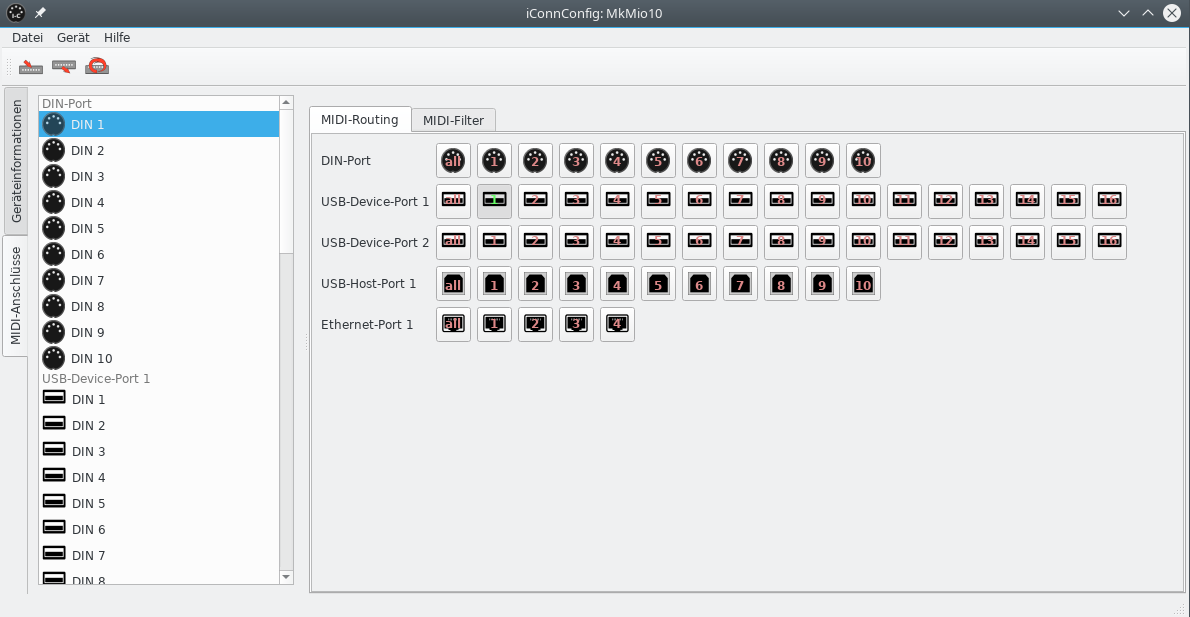 iConnConfig: MkMio10
Datei Gerät Hilfe
Geräteinformationen
MIDI-Anschlüsse
DIN-Port
DIN 1
DIN 2
DIN 3
DIN 4
DIN 5
DIN 6
DIN 7
DIN 8
DIN 9
DIN 10
USB-Device-Port 1
DIN 1
DIN 2
DIN 3
DIN 4
DIN 5
DIN 6
DIN 7
DIN 8
MIDI-Routing MIDI-Filter
DIN-Port all 1 2 3 4 5 6 7 8 9 10
USB-Device-Port 1 all 1 2 3 4 5 6 7 8 9 10 11 12 13 14 15 16
USB-Device-Port 2 all 1 2 3 4 5 6 7 8 9 10 11 12 13 14 15 16
USB-Host-Port 1 all 1 2 3 4 5 6 7 8 9 10
Ethernet-Port 1 all 1 2 3 4